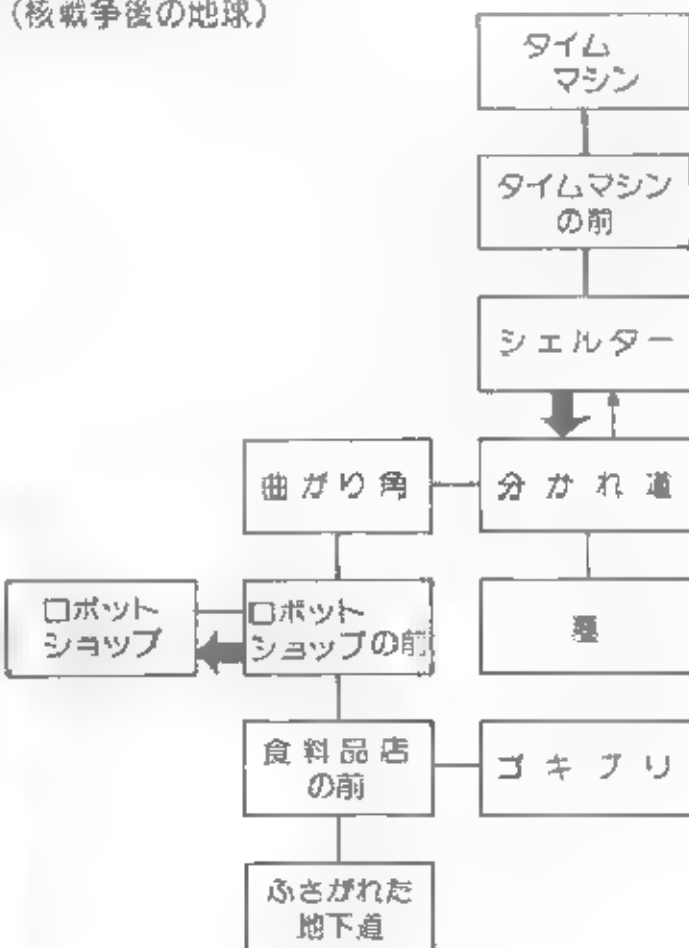 (核戦争後の地球)
タイム
マシン
タイムマシン
の前
シェルター
曲がり角
分かれ道
ロボット
ショップ
ロボット
ショップの前
食料品店
の前
ゴキブリ
ふさがれた
地下道